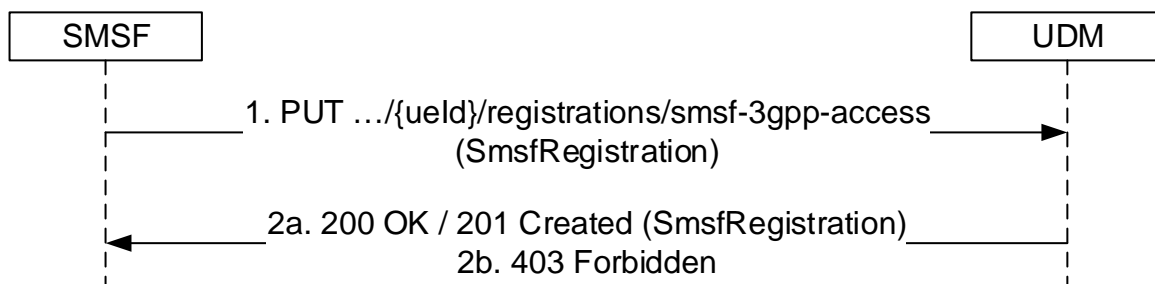 SMSF
UDM
1. PUT …/{ueId}/registrations/smsf-3gpp-access
(SmsfRegistration)
2a. 200 OK / 201 Created (SmsfRegistration)
2b. 403 Forbidden